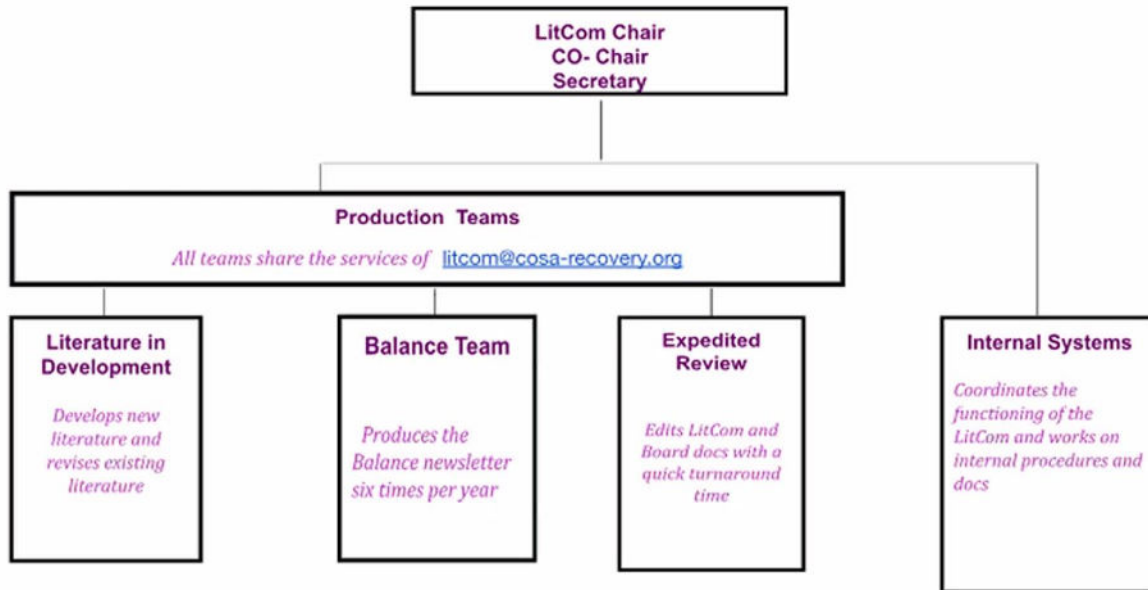 LitCom Chair
CO- Chair
Secretary
Production Teams
All teams share the services of litcom@cosa-recovery.org
Literature in
Development
Develops new
literature and
revises existing
literature
Balance Team
Produces the
Balance newsletter
six times per year
Expedited
Review
Edits LitCom and
Board docs with a
quick turnaround
time
Internal Systems
Coordinates the
functioning of the
LitCom and works on
internal procedures and
docs